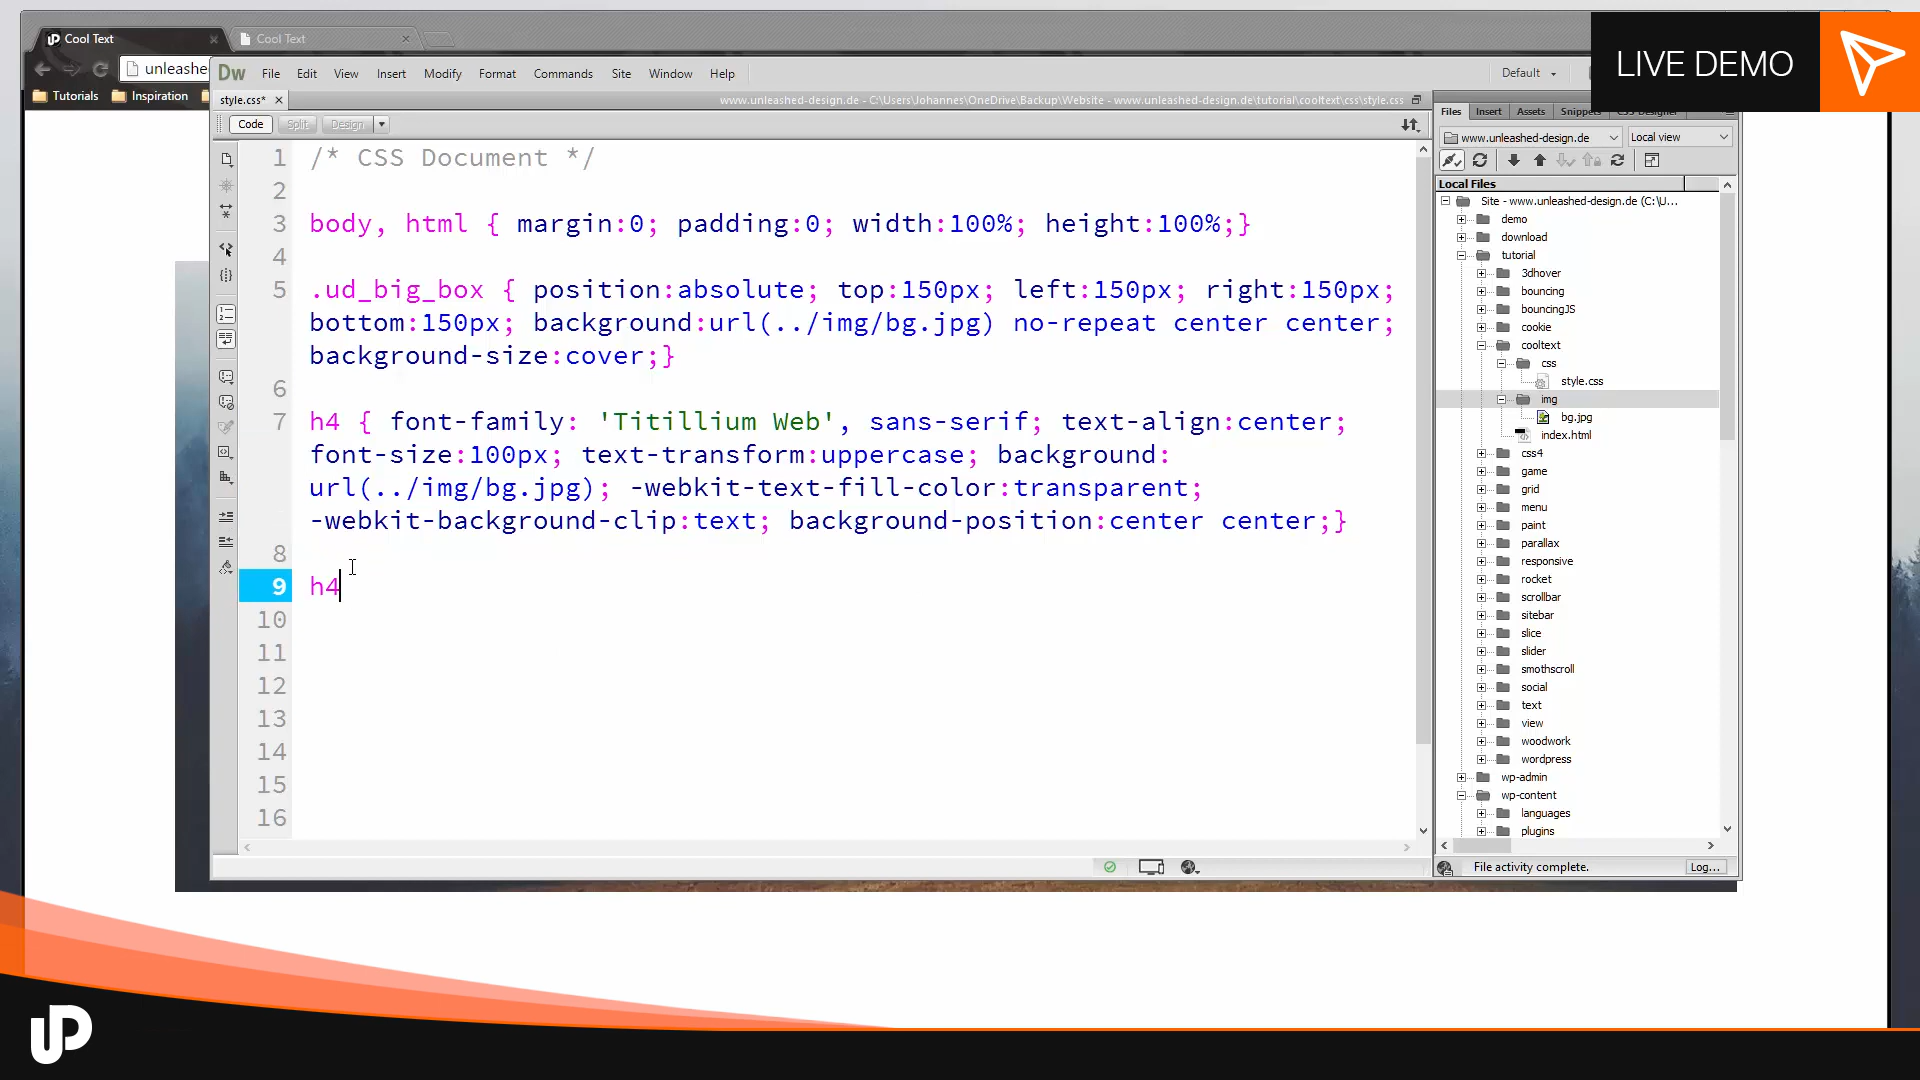 Cool Text
Cool Text
LIVE DEMO
unleashe
Tutorials
Inspiration
Dw File Edit View Insert Modify Format Commands Site Window Help
Default
style.css*
www.unleashed-design.de - C:\Users\Johannes\OneDrive\Backup\Website - www.unleashed-design.de\tutorial\cooltext\css\style.css
Code Split Design
1 /* CSS Document */
2
3 body, html { margin:0; padding:0; width:100%; height:100%;}
4
5 .ud_big_box { position:absolute; top:150px; left:150px; right:150px;
bottom:150px; background:url(../img/bg.jpg) no-repeat center center;
background-size:cover;}
6
7 h4 { font-family: 'Titillium Web', sans-serif; text-align:center;
font-size:100px; text-transform:uppercase; background:
url(../img/bg.jpg); -webkit-text-fill-color:transparent;
-webkit-background-clip:text; background-position:center center;}
8
9 h4
10
11
12
13
14
15
16
Files Insert Assets Snippets CSS Designer
www.unleashed-design.de Local view
Local Files
Site - www.unleashed-design.de (C:\U...
demo
download
tutorial
3dhover
bouncing
bouncingJS
cookie
cooltext
css
style.css
img
bg.jpg
index.html
css4
game
grid
menu
paint
parallax
responsive
rocket
scrollbar
sitebar
slice
slider
smothscroll
social
text
view
woodwork
wordpress
wp-admin
wp-content
languages
plugins
File activity complete. Log...